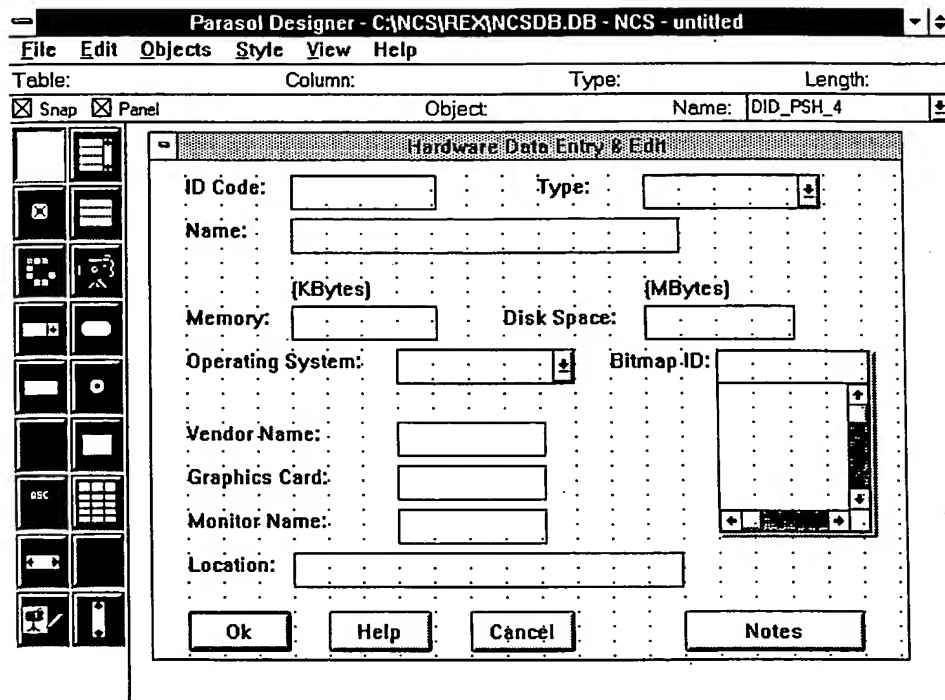 Parasol Designer - C:\NCS\REX\NCSDB.DB - NCS - untitled
File Edit Objects Style View Help
Table: Column: Type: Length:
Snap Panel Object: Name: DID_PSH_4
Hardware Data Entry & Edit
ID Code: Type:
Name:
(KBytes) (MBytes)
Memory: Disk Space:
Operating System: Bitmap ID:
Vendor Name:
Graphics Card:
Monitor Name:
Location:
Ok Help Cancel Notes